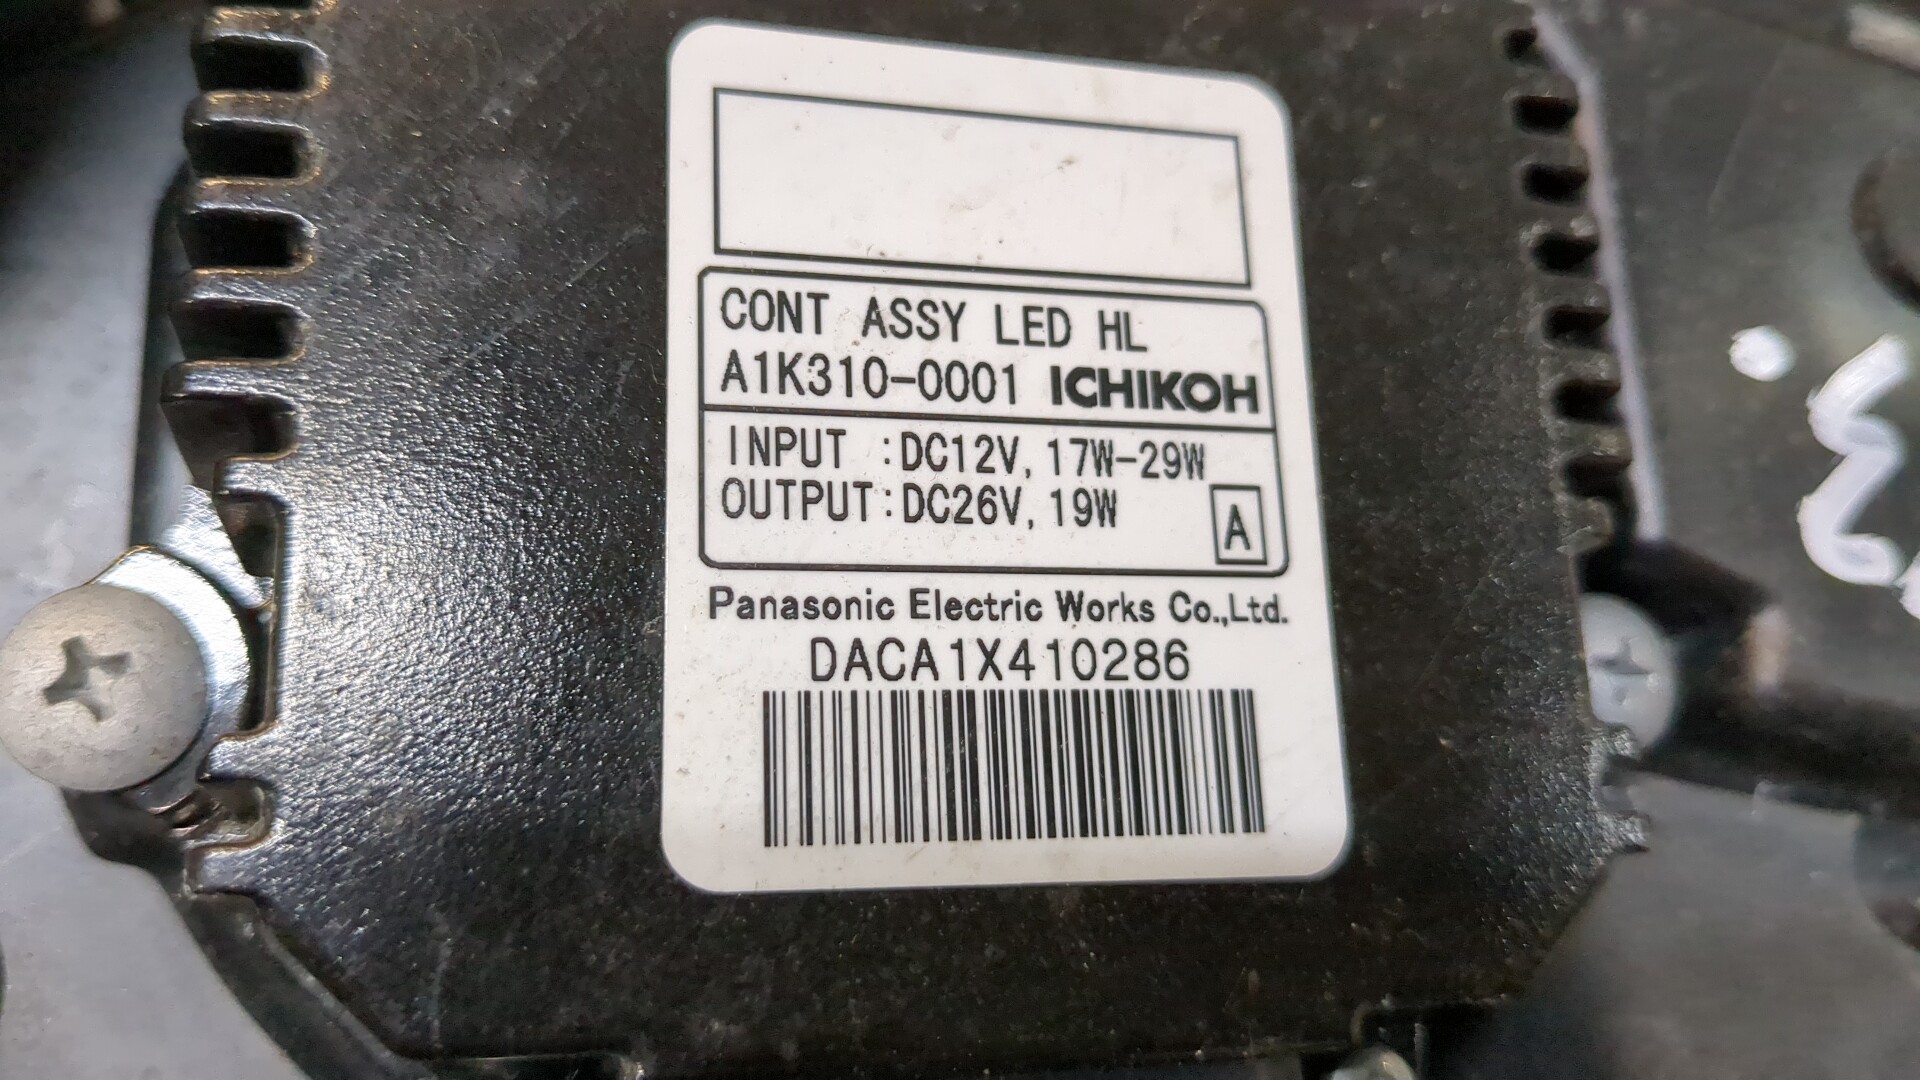 CONT ASSY LED HL
A1K310-0001 ICHIKOH
INPUT :DC12V, 17W-29W
OUTPUT:DC26V, 19W
A
Panasonic Electric Works Co.,Ltd.
DACA1X410286